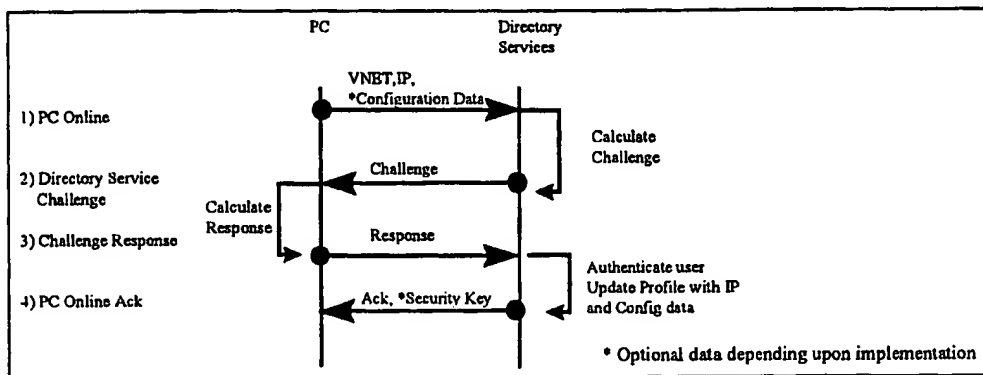 PC
Directory
Services
VNET,IP,
*Configuration Data
1) PC Online
Calculate
Challenge
2) Directory Service
Challenge
Challenge
Calculate
Response
3) Challenge Response
Response
Authenticate user
Update Profile with IP
and Config data
4) PC Online Ack
Ack, *Security Key
* Optional data depending upon implementation